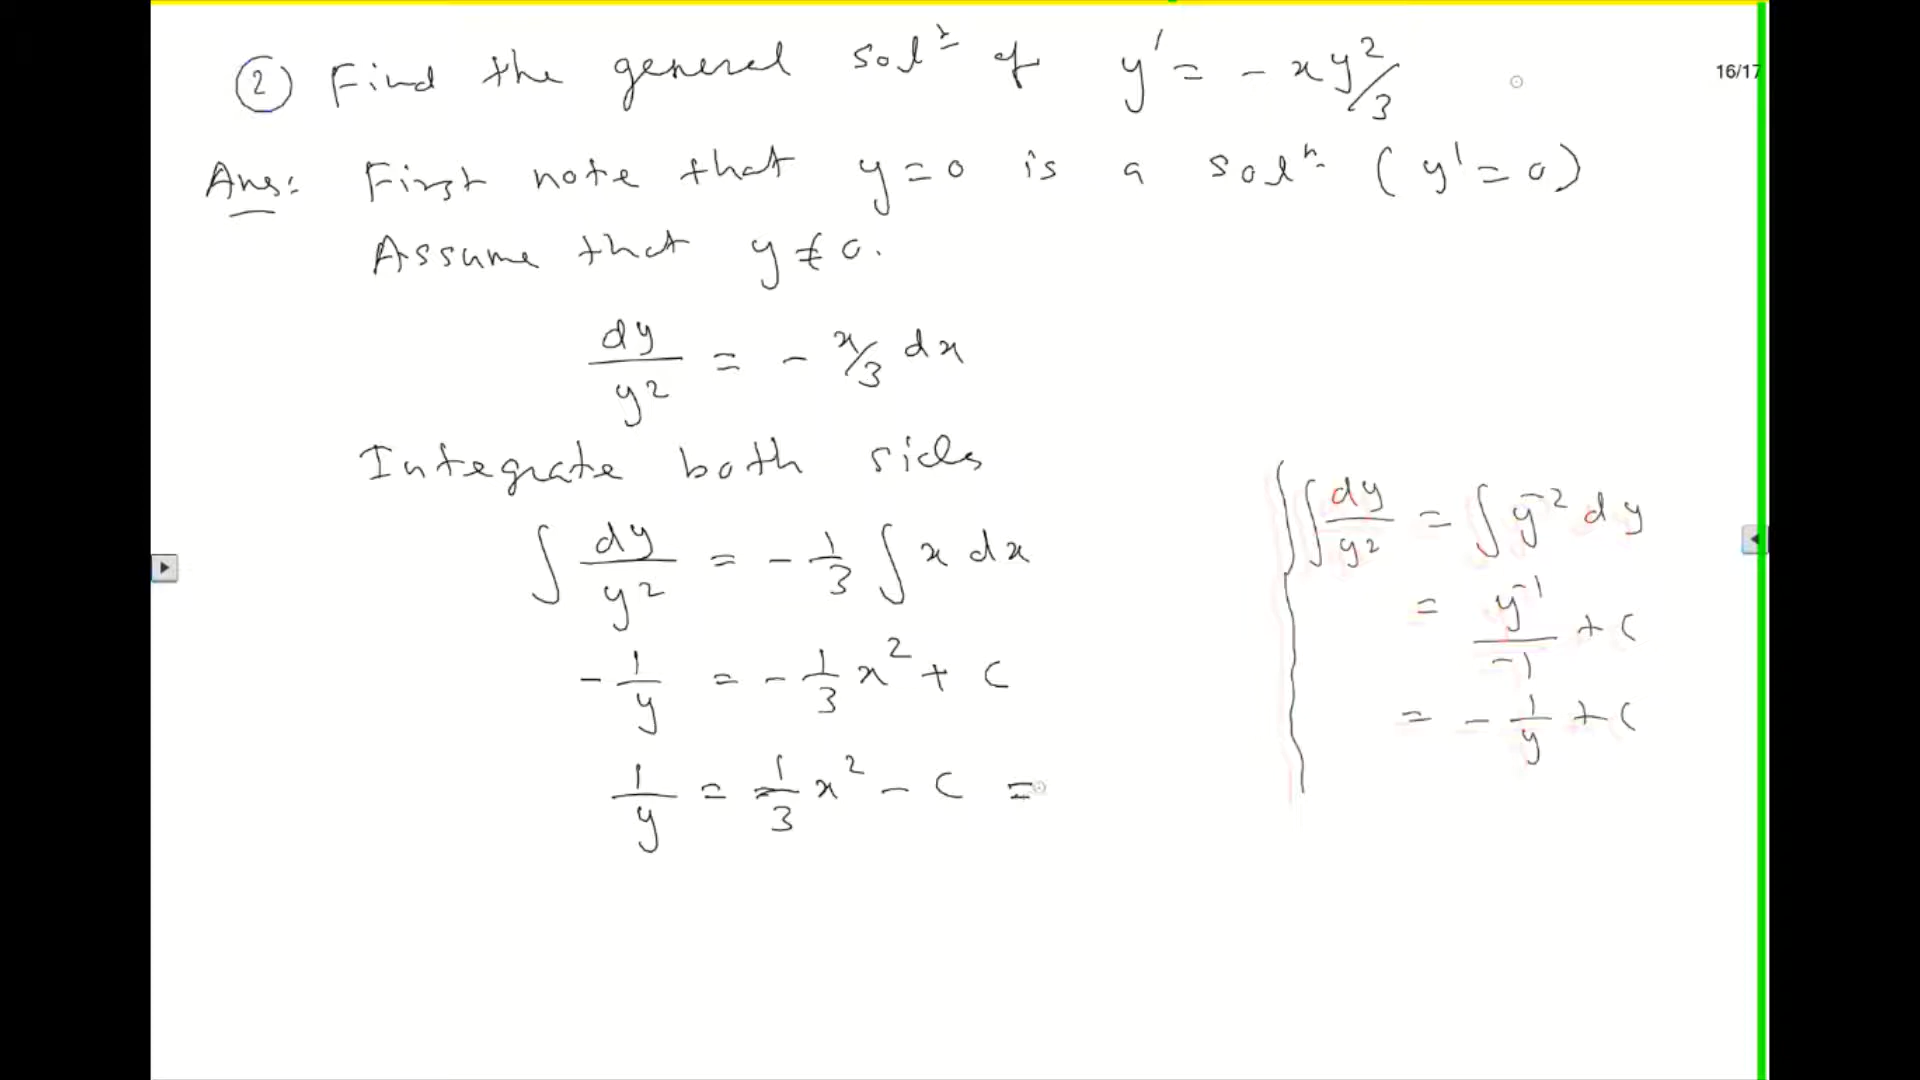 ② Find the general solⁿ of y' = - xy²/3
16/17
Ans: First note that y=0 is a solⁿ (y'=0)
Assume that y≠0.
dy/y² = - x/3 dx
Integrate both sides
∫ dy/y² = - 1/3 ∫ x dx
- 1/y = - 1/3 x² + c
1/y = 1/3 x² - c =
∫ dy/y² = ∫ y⁻² dy
= y⁻¹/-1 + c
= - 1/y + c